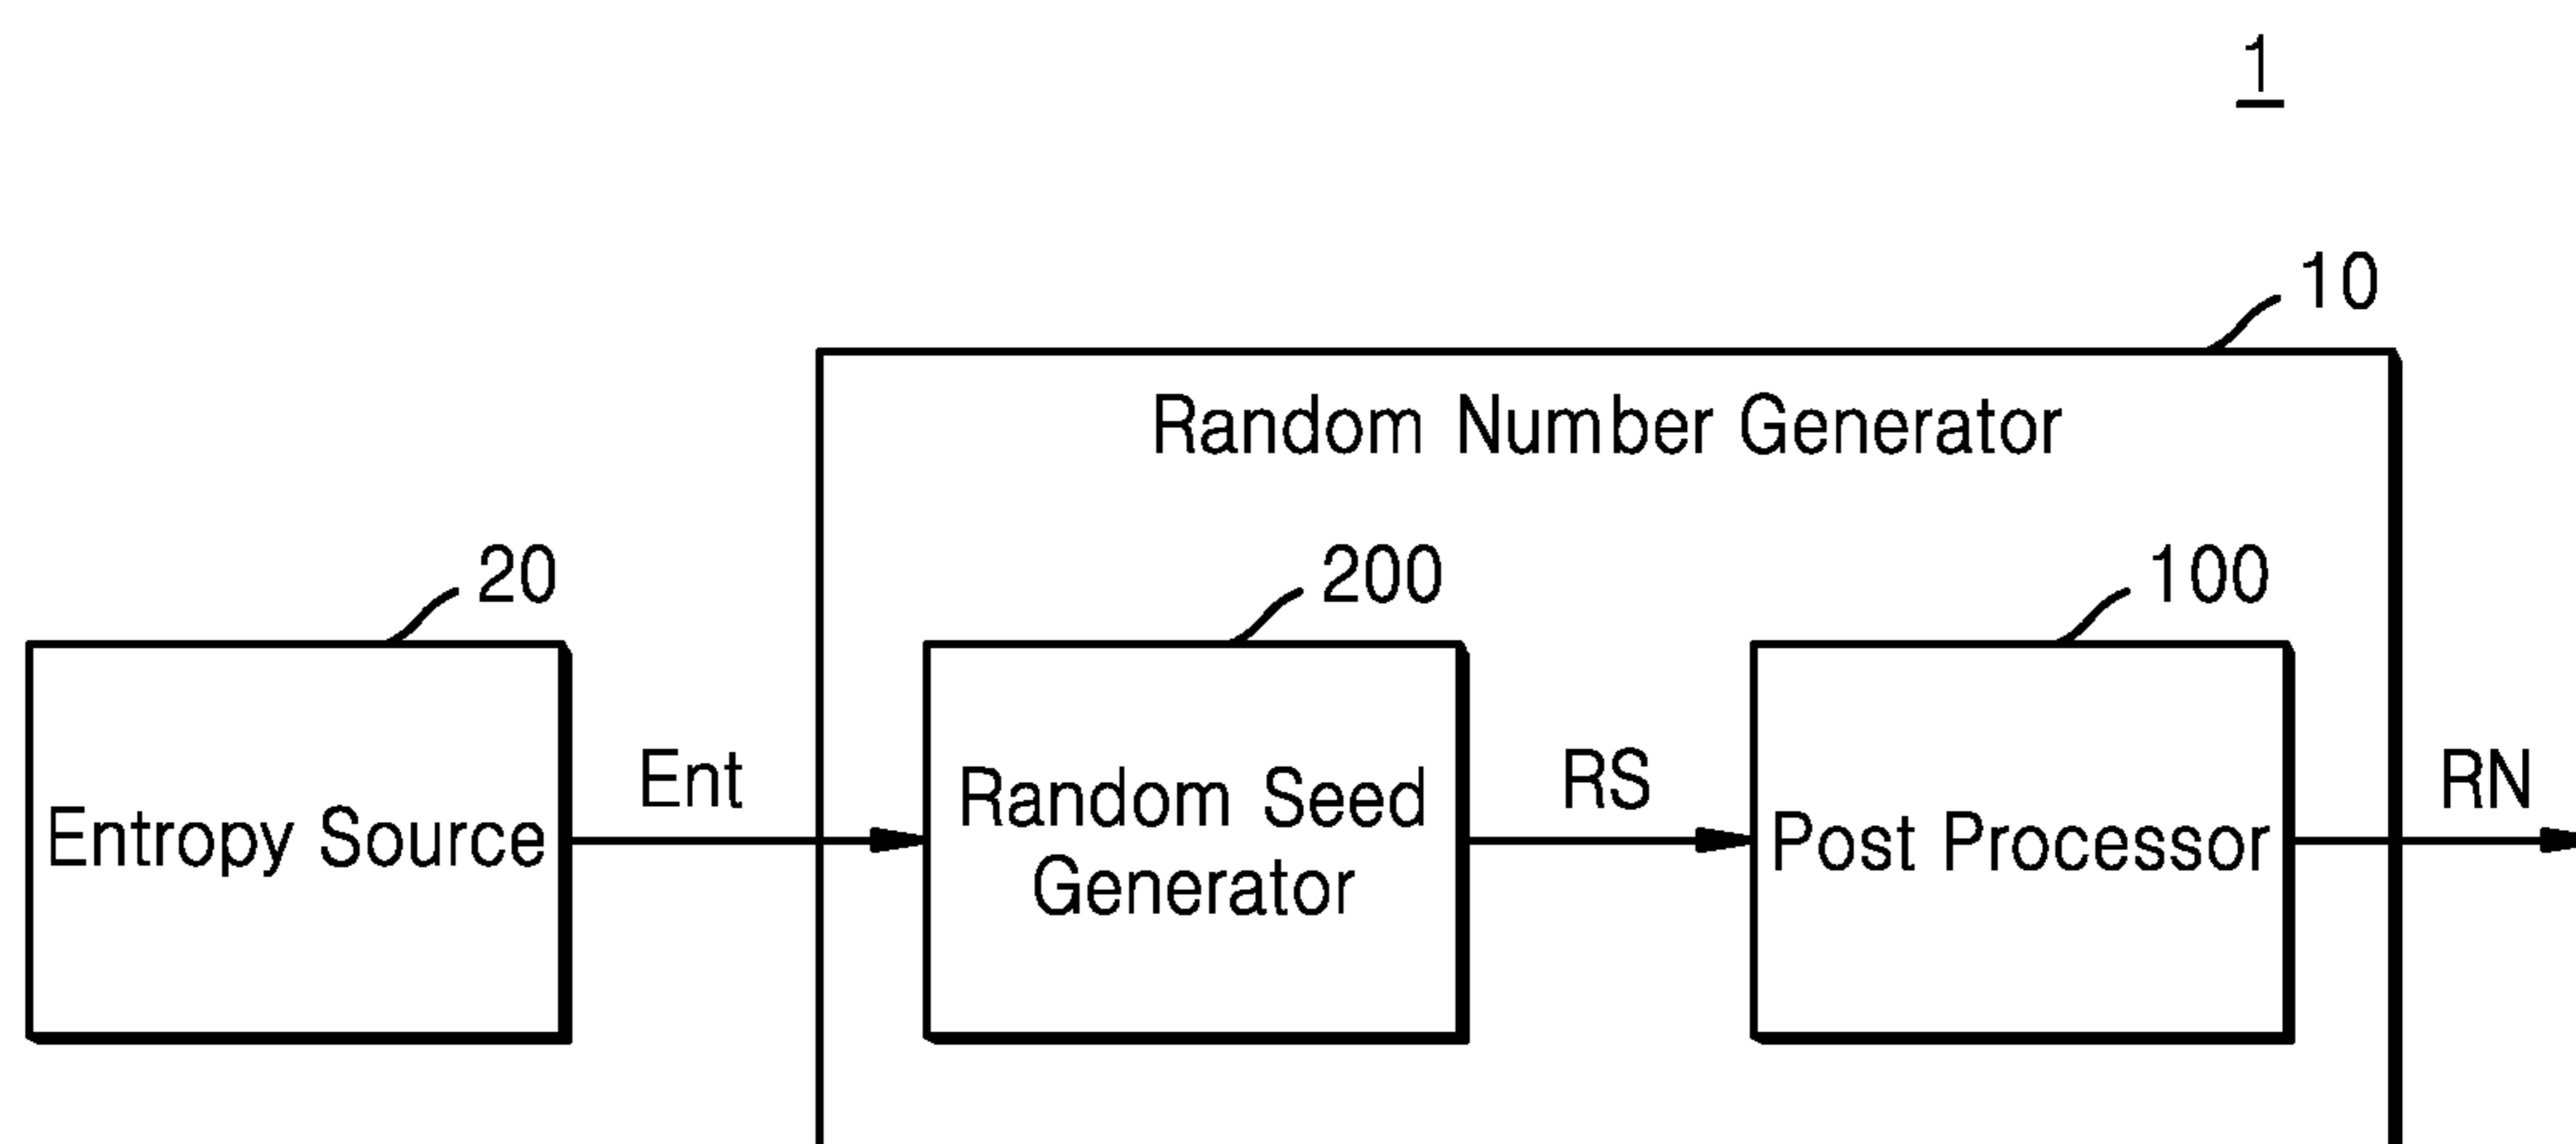 1
10
Random Number Generator
20
200
100
Entropy Source
Ent
Random Seed
Generator
RS
Post Processor
RN